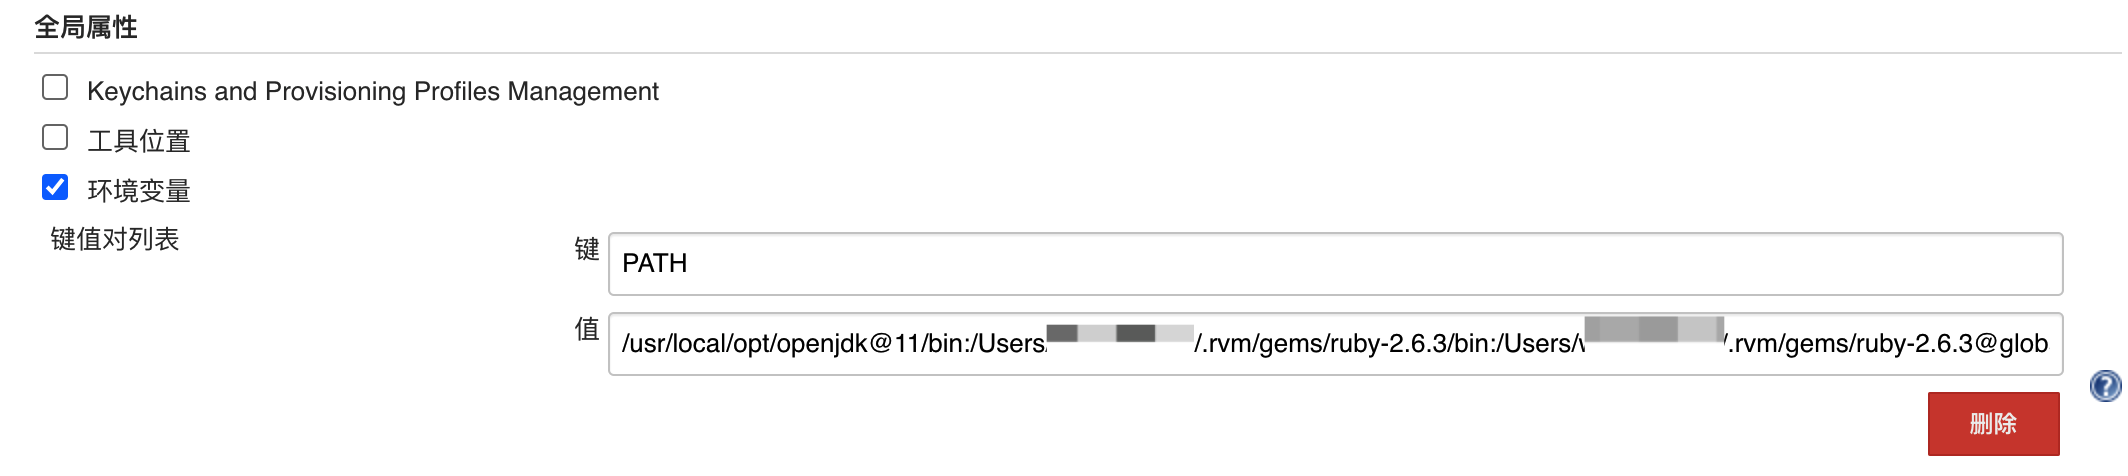 全局属性
Keychains and Provisioning Profiles Management
工具位置
环境变量
键值对列表
键
PATH
值
/usr/local/opt/openjdk@11/bin:/Users/ /.rvm/gems/ruby-2.6.3/bin:/Users/ /.rvm/gems/ruby-2.6.3@glob
?
删除